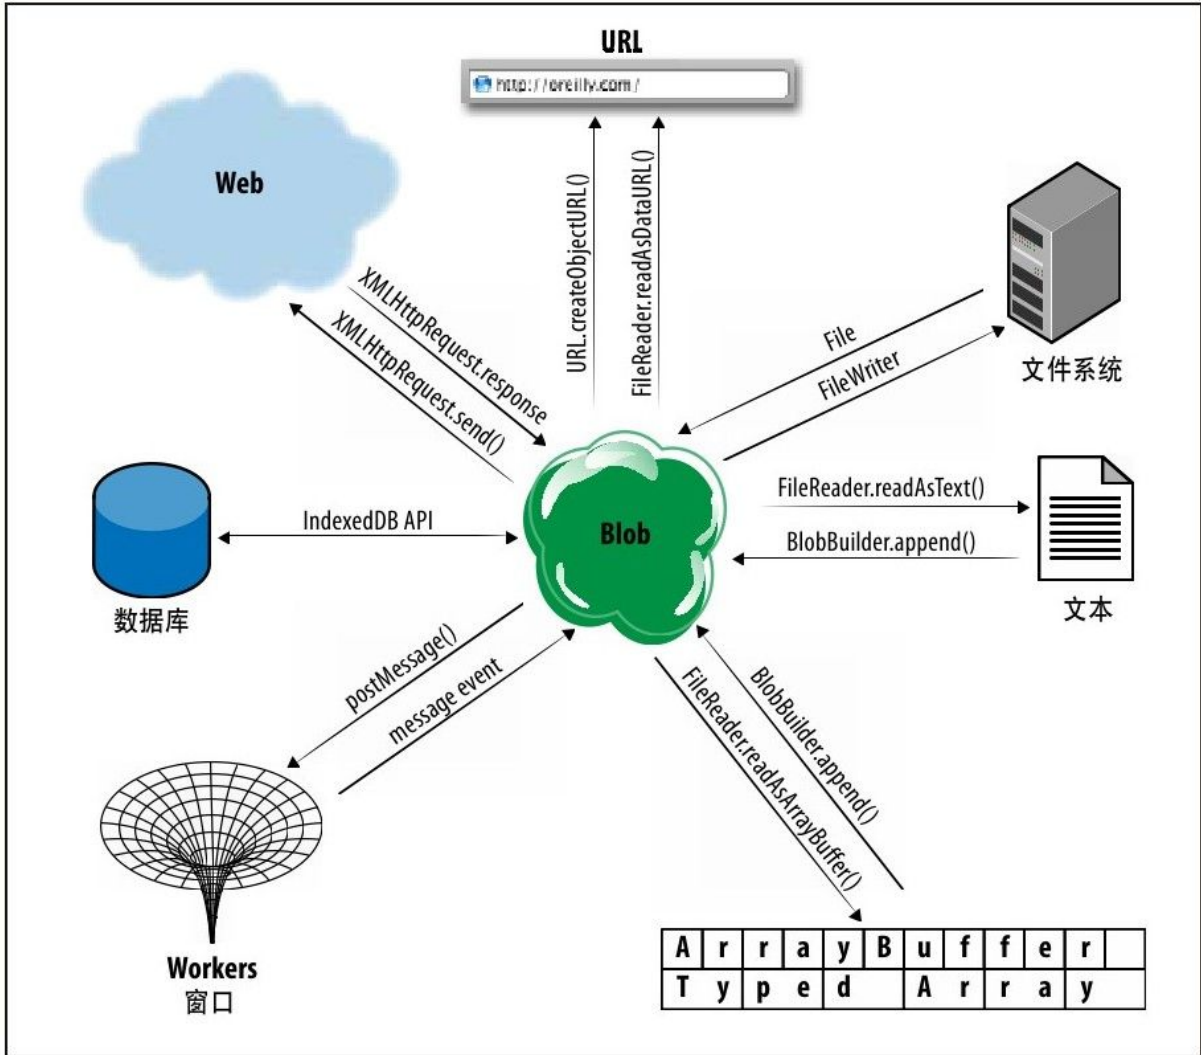 URL
http://oreilly.com/
Web
URL.createObjectURL()
FileReader.readAsDataURL()
XMLHttpRequest.response
XMLHttpRequest.send()
File
FileWriter
文件系统
IndexedDB API
数据库
Blob
FileReader.readAsText()
BlobBuilder.append()
文本
postMessage()
message event
BlobBuilder.append()
FileReader.readAsArrayBuffer()
Workers
窗口
ArrayBuffer
Typed Array